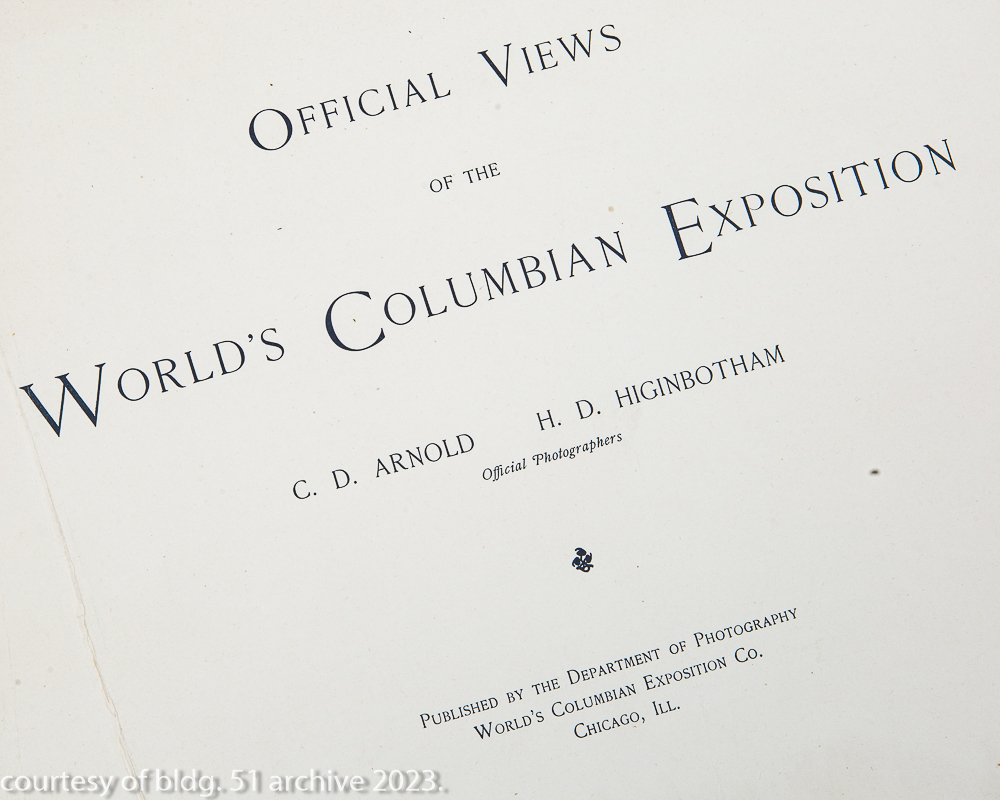 OFFICIAL VIEWS
OF THE
WORLD'S COLUMBIAN EXPOSITION
C. D. ARNOLD H. D. HIGINBOTHAM
Official Photographers
PUBLISHED BY THE DEPARTMENT OF PHOTOGRAPHY
WORLD'S COLUMBIAN EXPOSITION CO.
CHICAGO, ILL.
courtesy of bldg. 51 archive 2023.